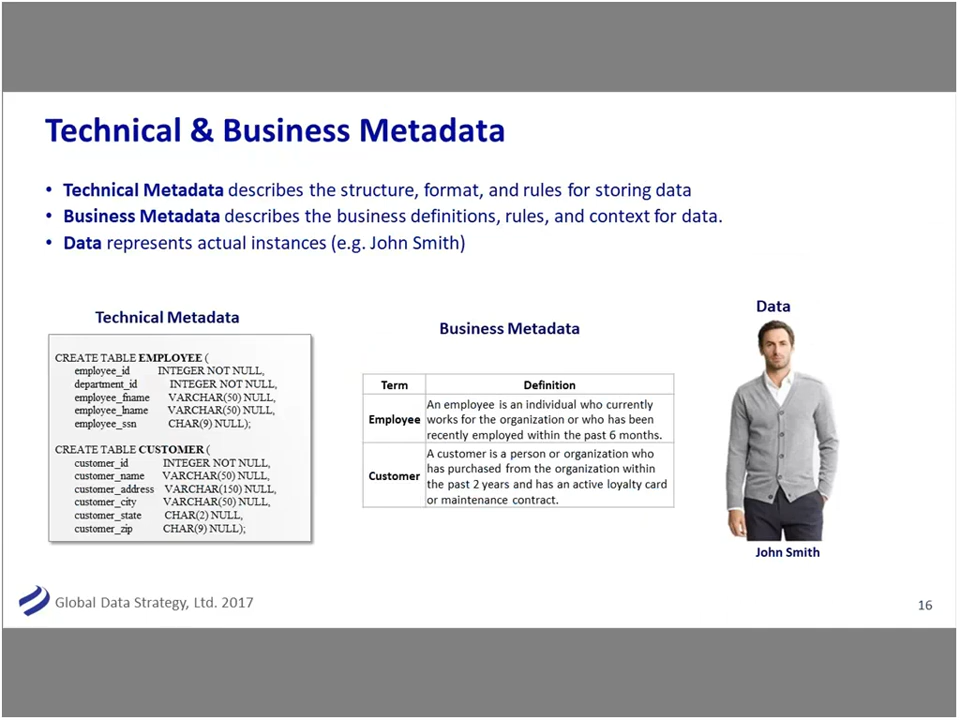 Technical & Business Metadata
• Technical Metadata describes the structure, format, and rules for storing data
• Business Metadata describes the business definitions, rules, and context for data.
• Data represents actual instances (e.g. John Smith)
Technical Metadata
CREATE TABLE EMPLOYEE (
employee_id INTEGER NOT NULL,
department_id INTEGER NOT NULL,
employee_fname VARCHAR(50) NULL,
employee_lname VARCHAR(50) NULL,
employee_ssn CHAR(9) NULL);
CREATE TABLE CUSTOMER (
customer_id INTEGER NOT NULL,
customer_name VARCHAR(50) NULL,
customer_address VARCHAR(150) NULL,
customer_city VARCHAR(50) NULL,
customer_state CHAR(2) NULL,
customer_zip CHAR(9) NULL);
Business Metadata
Term Definition
Employee
An employee is an individual who currently
works for the organization or who has been
recently employed within the past 6 months.
Customer
A customer is a person or organization who
has purchased from the organization within
the past 2 years and has an active loyalty card
or maintenance contract.
Data
John Smith
Global Data Strategy, Ltd. 2017
16